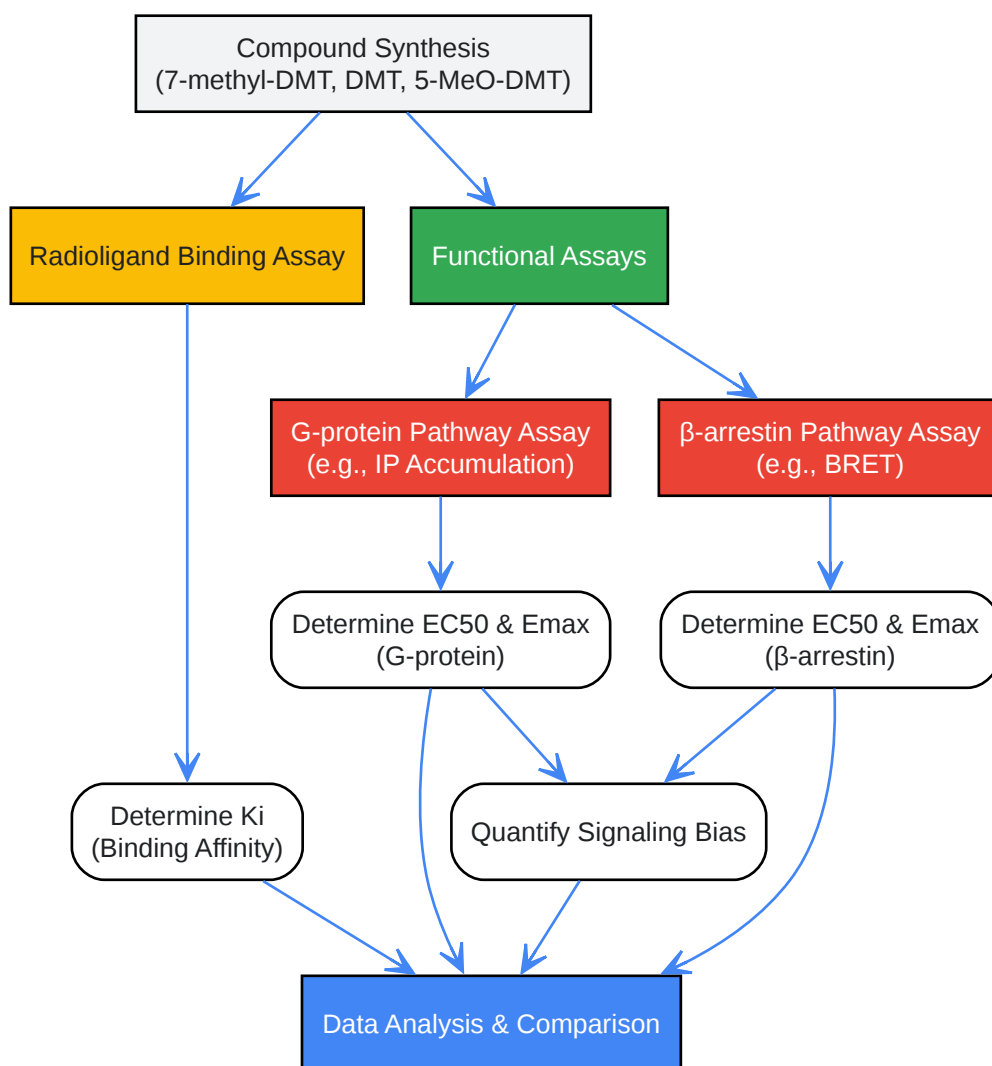 Compound Synthesis
(7-methyl-DMT, DMT, 5-MeO-DMT)
Radioligand Binding Assay
Functional Assays
G-protein Pathway Assay
(e.g., IP Accumulation)
β-arrestin Pathway Assay
(e.g., BRET)
Determine EC50 & Emax
(G-protein)
Determine EC50 & Emax
(β-arrestin)
Determine Ki
(Binding Affinity)
Quantify Signaling Bias
Data Analysis & Comparison